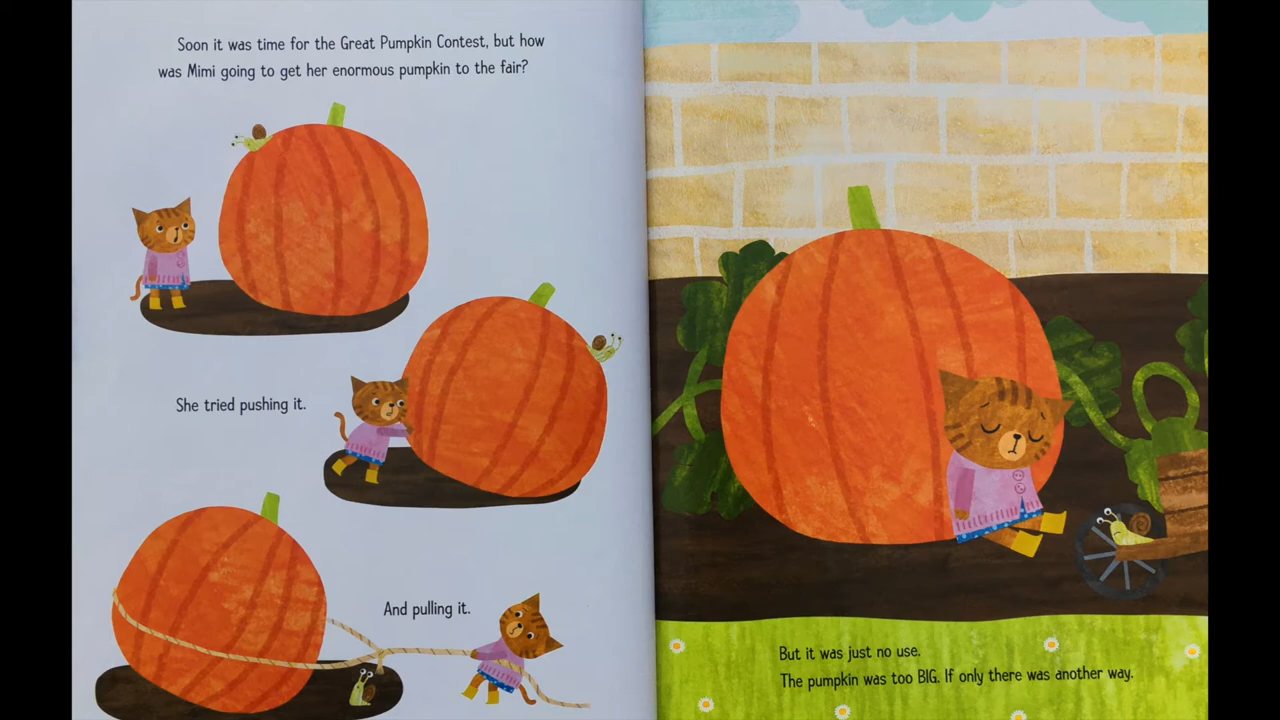 Soon it was time for the Great Pumpkin Contest, but how
was Mimi going to get her enormous pumpkin to the fair?
She tried pushing it.
And pulling it.
But it was just no use.
The pumpkin was too BIG. If only there was another way.